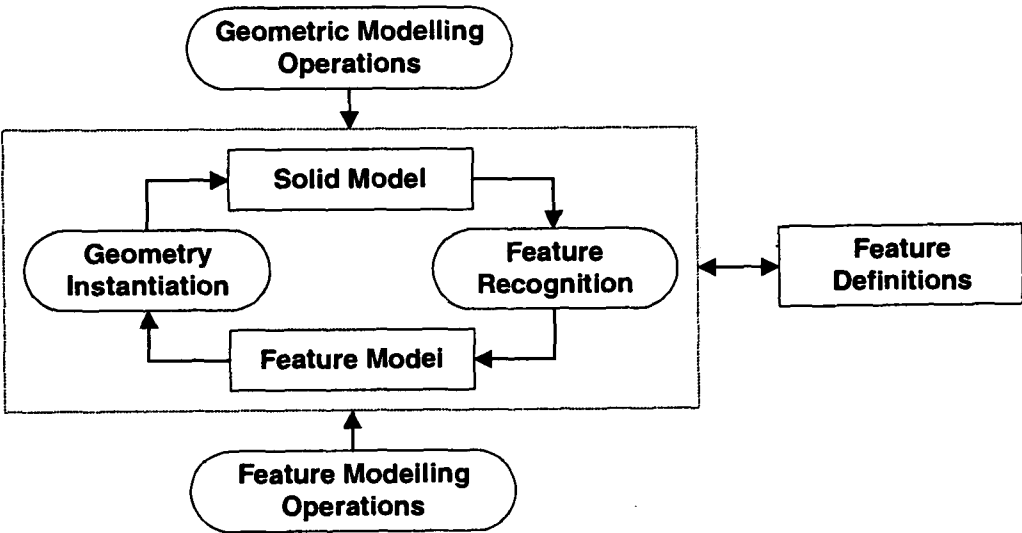 Geometric Modelling
Operations
Solid Model
Geometry
Instantiation
Feature
Recognition
Feature
Definitions
Feature Model
Feature Modelling
Operations